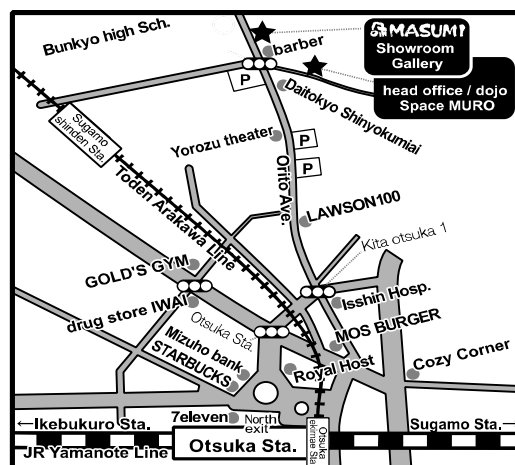 Bunkyo high Sch.
MASUMI
Showroom
Gallery
barber
head office / dojo
Space MURO
P
Daitokyo Shinyokumiai
Sugamo
shinden Sta.
Yorozu theater
P
P
Toden Arakawa Line
Orito Ave.
LAWSON100
Kita otsuka 1
GOLD'S GYM
drug store IWAI
Isshin Hosp.
Otsuka Sta.
MOS BURGER
Mizuho bank
STARBUCKS
Royal Host
Cozy Corner
7eleven
North
exit
←Ikebukuro Sta.
Otsuka
ekimae Sta.
Sugamo Sta.→
JR Yamanote Line
Otsuka Sta.